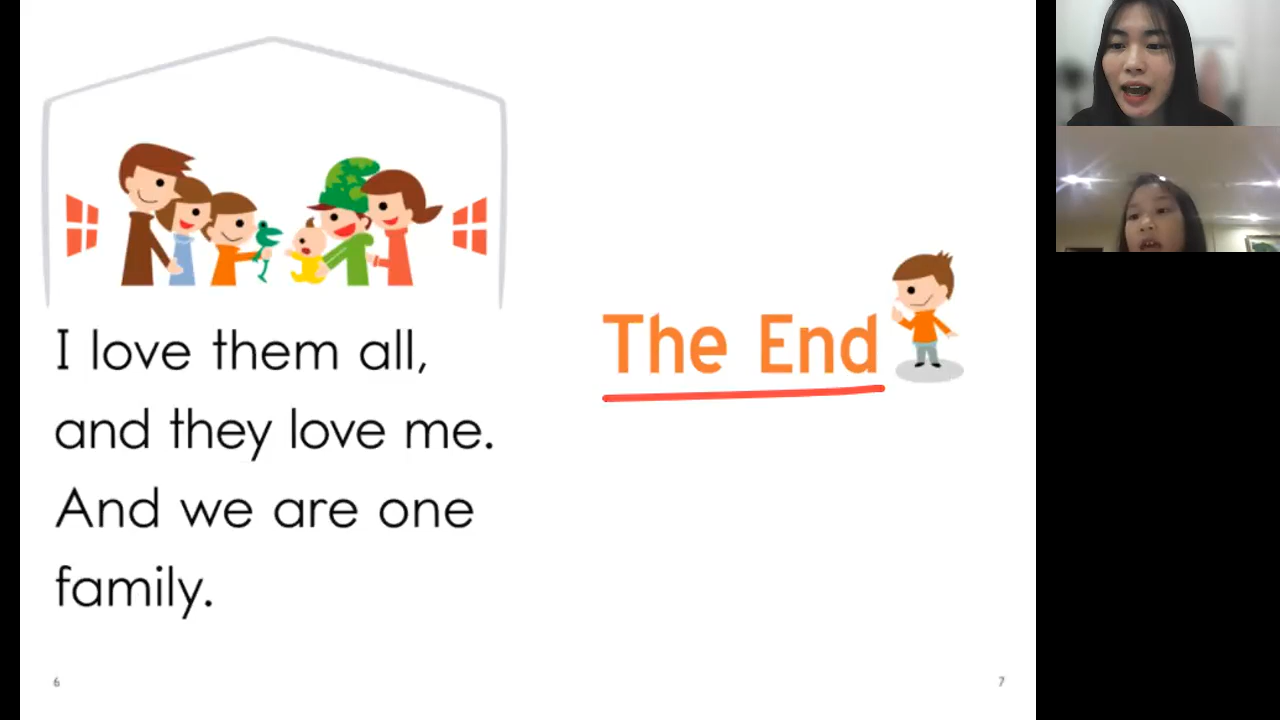 I love them all,
and they love me.
And we are one
family.
6
The End
7